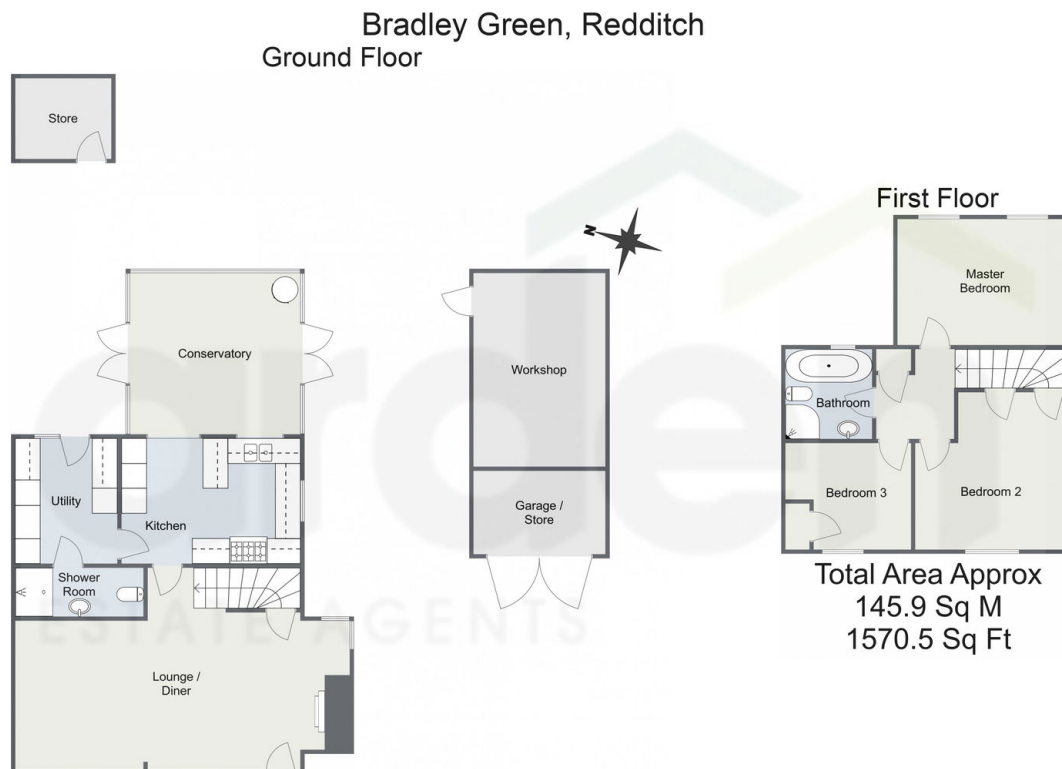 Bradley Green, Redditch
Ground Floor
Store
Conservatory
Utility
Kitchen
Shower
Room
Lounge /
Diner
N
Workshop
Garage /
Store
First Floor
Master
Bedroom
Bathroom
Bedroom 3
Bedroom 2
Total Area Approx
145.9 Sq M
1570.5 Sq Ft
arden
ESTATE AGENTS